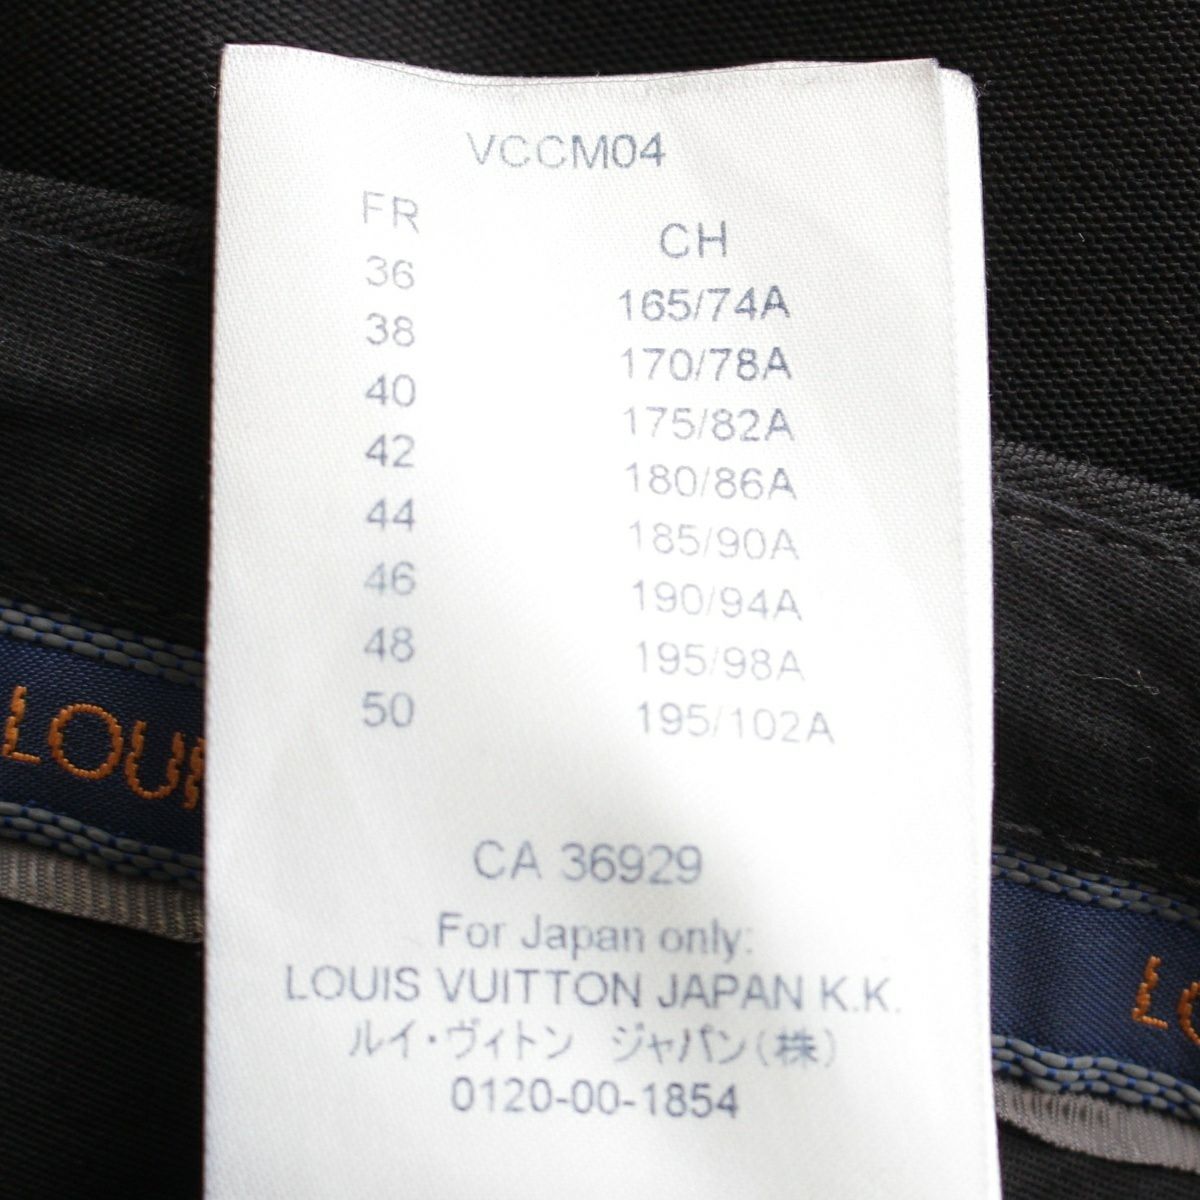 VCCM04
FR CH
36 165/74A
38 170/78A
40 175/82A
42 180/86A
44 185/90A
46 190/94A
48 195/98A
50 195/102A
CA 36929
For Japan only:
LOUIS VUITTON JAPAN K.K.
ルイ・ヴィトン ジャパン(株)
0120-00-1854
LOUI
LO